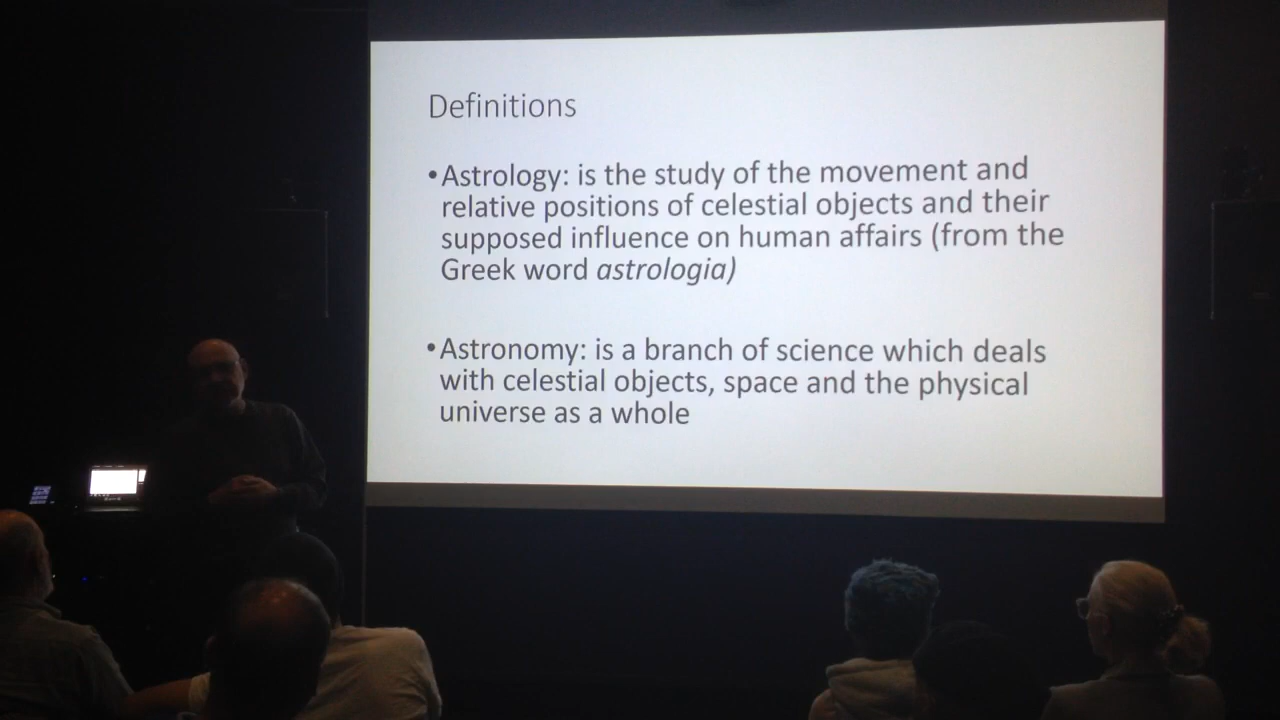 Definitions
•Astrology: is the study of the movement and
relative positions of celestial objects and their
supposed influence on human affairs (from the
Greek word astrologia)
•Astronomy: is a branch of science which deals
with celestial objects, space and the physical
universe as a whole